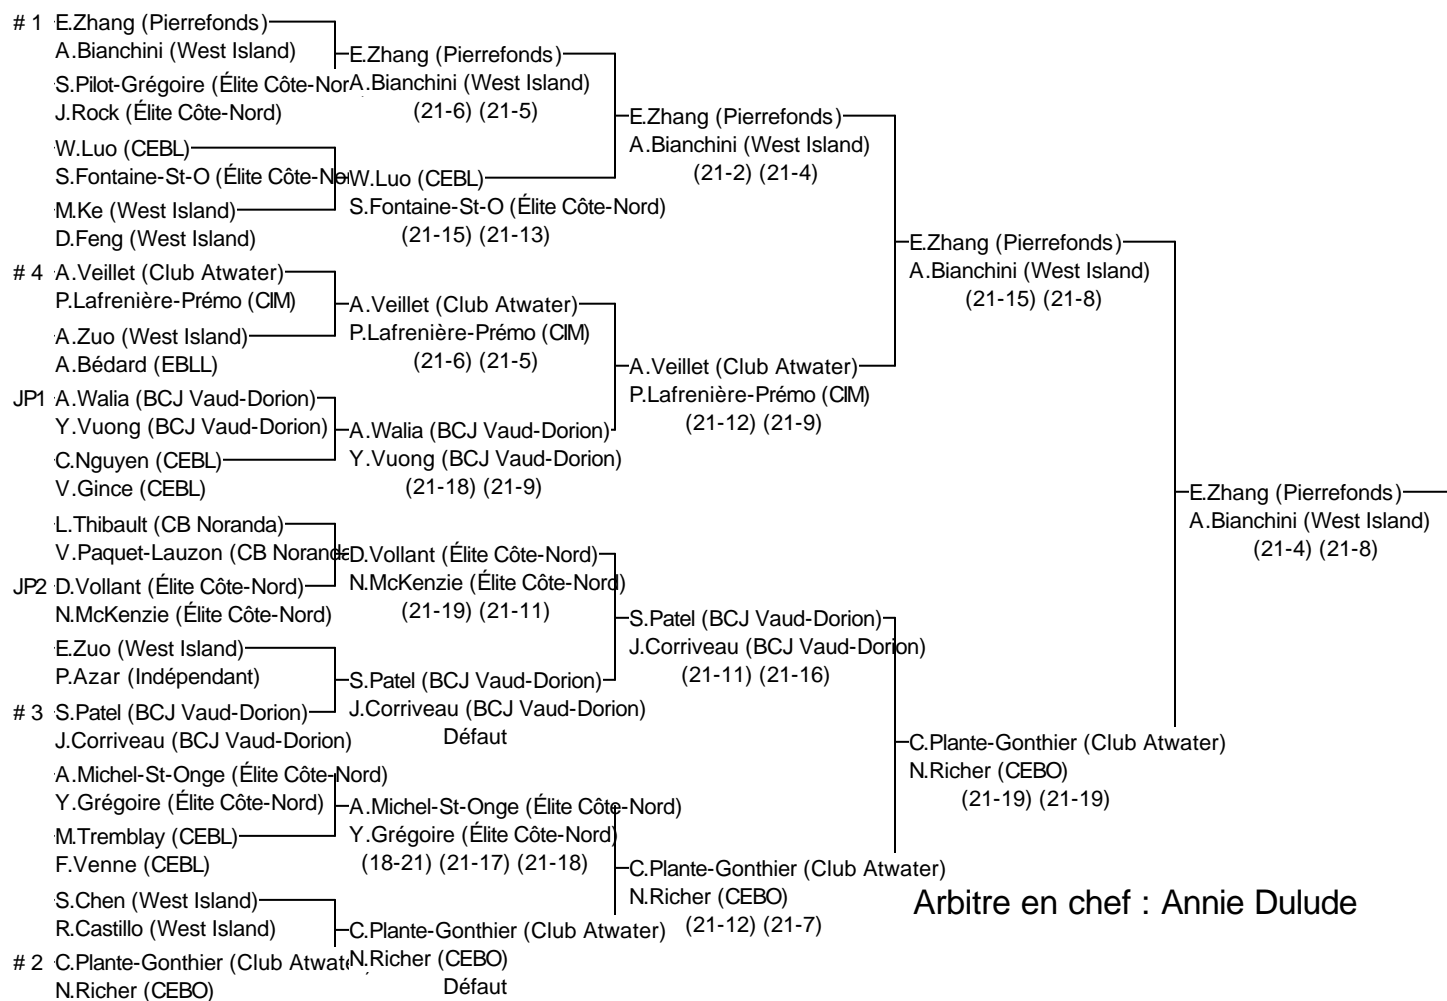 # 1 E.Zhang (Pierrefonds)
A.Bianchini (West Island)
S.Pilot-Grégoire (Élite Côte-Nor
J.Rock (Élite Côte-Nord)
W.Luo (CEBL)
S.Fontaine-St-O (Élite Côte-No
M.Ke (West Island)
D.Feng (West Island)
# 4 A.Veillet (Club Atwater)
P.Lafrenière-Prémo (CIM)
A.Zuo (West Island)
A.Bédard (EBLL)
JP1 A.Walia (BCJ Vaud-Dorion)
Y.Vuong (BCJ Vaud-Dorion)
C.Nguyen (CEBL)
V.Gince (CEBL)
L.Thibault (CB Noranda)
V.Paquet-Lauzon (CB Noranda
JP2 D.Vollant (Élite Côte-Nord)
N.McKenzie (Élite Côte-Nord)
E.Zuo (West Island)
P.Azar (Indépendant)
# 3 S.Patel (BCJ Vaud-Dorion)
J.Corriveau (BCJ Vaud-Dorion)
A.Michel-St-Onge (Élite Côte-Nord)
Y.Grégoire (Élite Côte-Nord)
M.Tremblay (CEBL)
F.Venne (CEBL)
S.Chen (West Island)
R.Castillo (West Island)
# 2 C.Plante-Gonthier (Club Atwate
N.Richer (CEBO)
E.Zhang (Pierrefonds)
A.Bianchini (West Island)
(21-6) (21-5)
W.Luo (CEBL)
S.Fontaine-St-O (Élite Côte-Nord)
(21-15) (21-13)
A.Veillet (Club Atwater)
P.Lafrenière-Prémo (CIM)
(21-6) (21-5)
A.Walia (BCJ Vaud-Dorion)
Y.Vuong (BCJ Vaud-Dorion)
(21-18) (21-9)
D.Vollant (Élite Côte-Nord)
N.McKenzie (Élite Côte-Nord)
(21-19) (21-11)
S.Patel (BCJ Vaud-Dorion)
J.Corriveau (BCJ Vaud-Dorion)
Défaut
A.Michel-St-Onge (Élite Côte-Nord)
Y.Grégoire (Élite Côte-Nord)
(18-21) (21-17) (21-18)
C.Plante-Gonthier (Club Atwater)
N.Richer (CEBO)
Défaut
E.Zhang (Pierrefonds)
A.Bianchini (West Island)
(21-2) (21-4)
A.Veillet (Club Atwater)
P.Lafrenière-Prémo (CIM)
(21-12) (21-9)
S.Patel (BCJ Vaud-Dorion)
J.Corriveau (BCJ Vaud-Dorion)
(21-11) (21-16)
C.Plante-Gonthier (Club Atwater)
N.Richer (CEBO)
(21-12) (21-7)
E.Zhang (Pierrefonds)
A.Bianchini (West Island)
(21-15) (21-8)
C.Plante-Gonthier (Club Atwater)
N.Richer (CEBO)
(21-19) (21-19)
E.Zhang (Pierrefonds)
A.Bianchini (West Island)
(21-4) (21-8)
Arbitre en chef : Annie Dulude